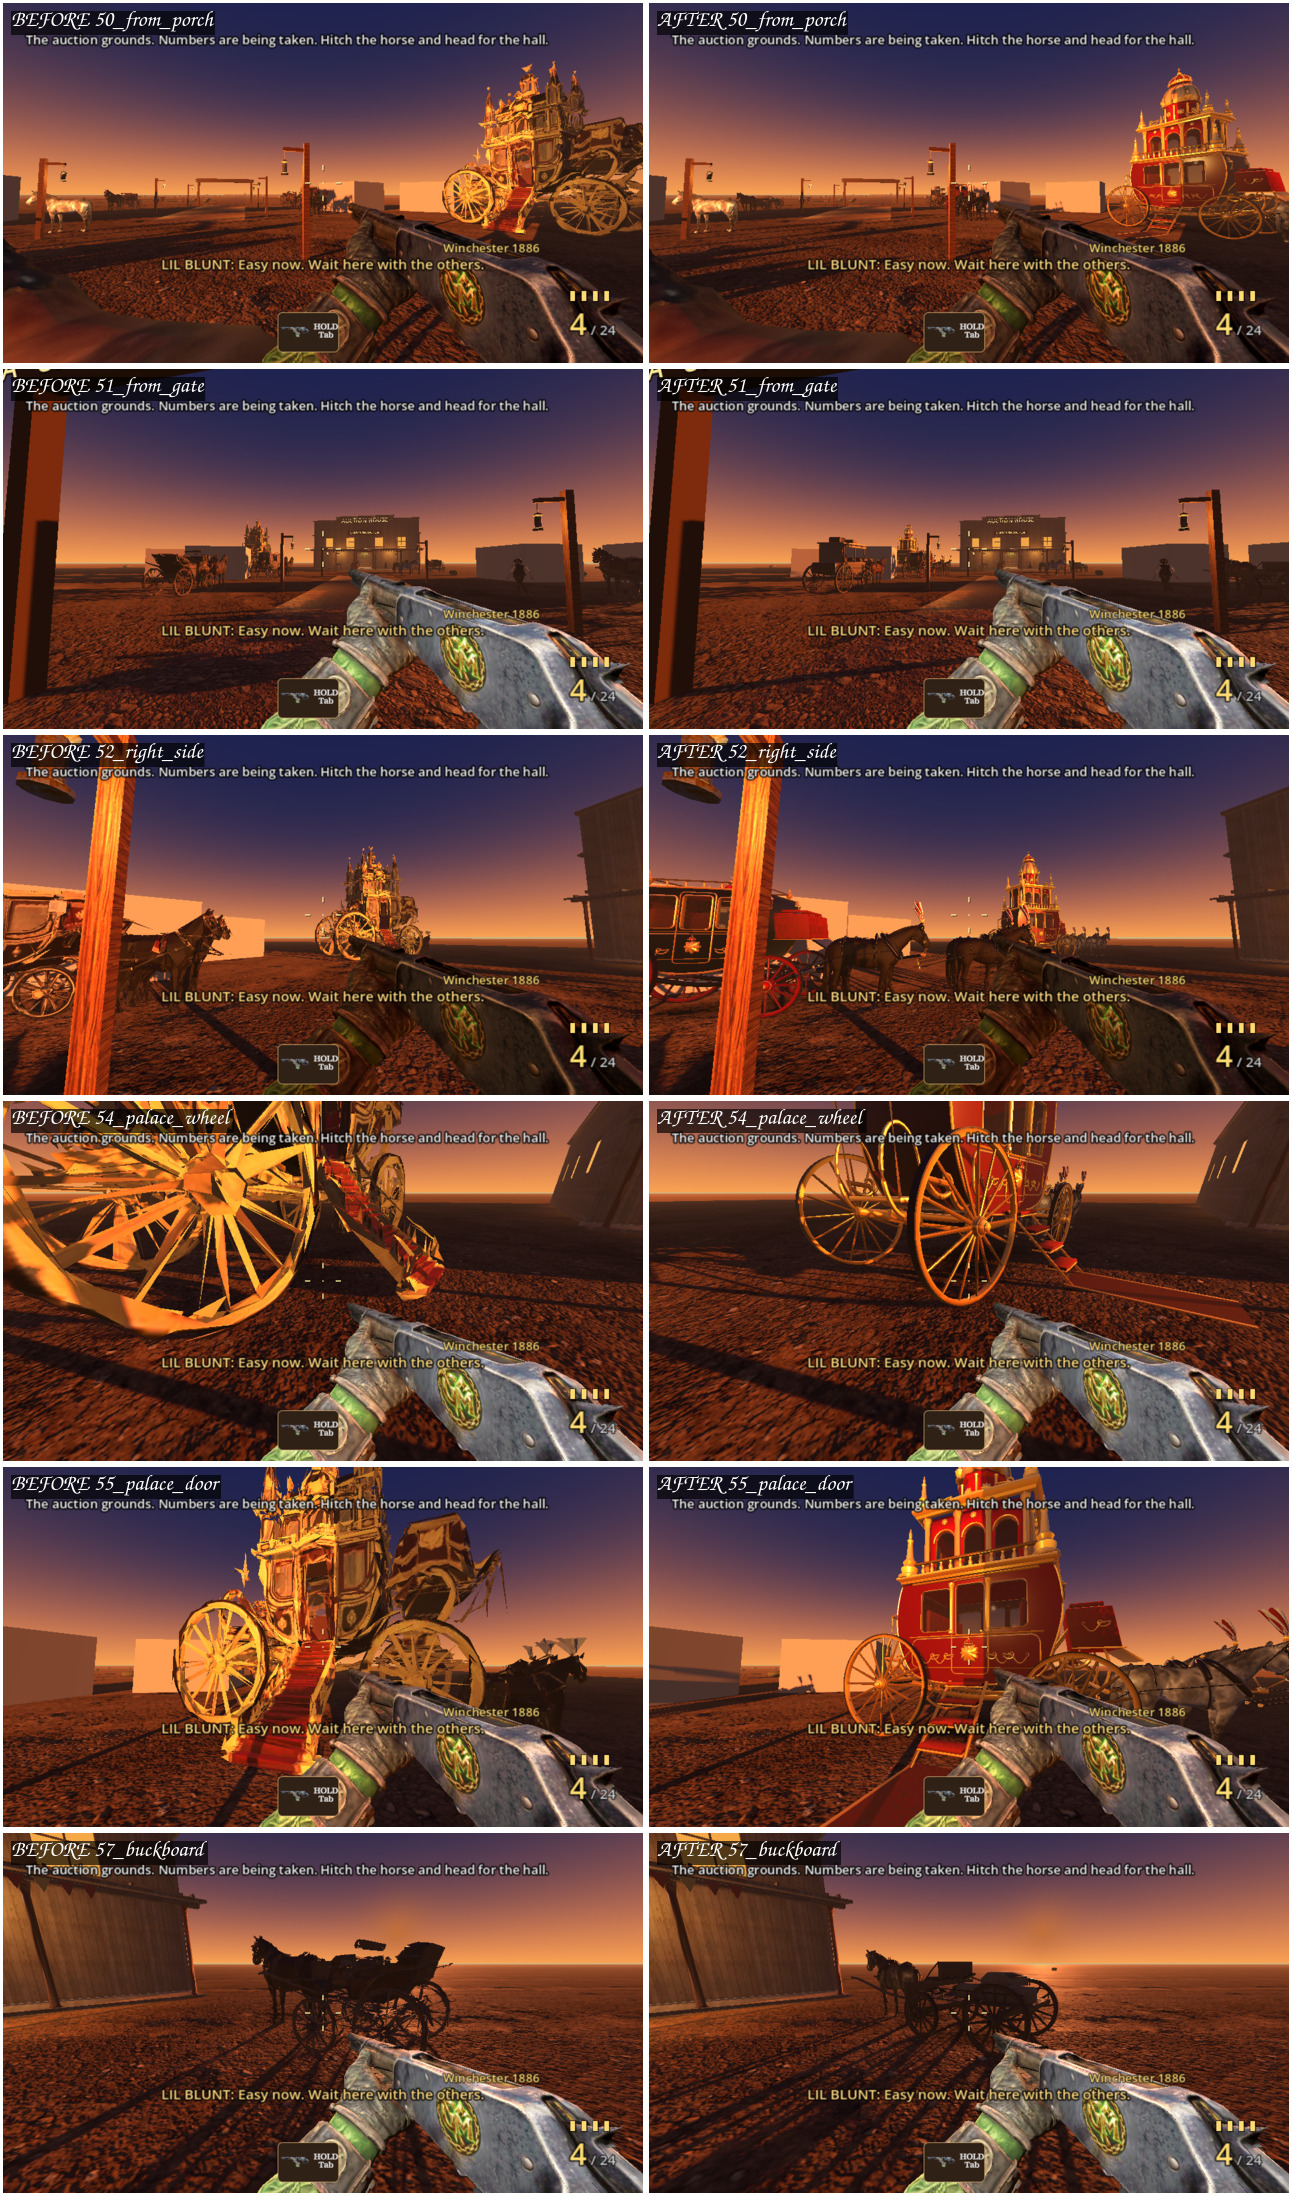 BEFORE 50_from_porch
The auction grounds. Numbers are being taken. Hitch the horse and head for the hall.
Winchester 1886
LIL BLUNT: Easy now. Wait here with the others.
HOLD
Tab
4 / 24
AFTER 50_from_porch
The auction grounds. Numbers are being taken. Hitch the horse and head for the hall.
Winchester 1886
LIL BLUNT: Easy now. Wait here with the others.
HOLD
Tab
4 / 24
BEFORE 51_from_gate
The auction grounds. Numbers are being taken. Hitch the horse and head for the hall.
AUCTION HOUSE
Winchester 1886
LIL BLUNT: Easy now. Wait here with the others.
HOLD
Tab
4 / 24
AFTER 51_from_gate
The auction grounds. Numbers are being taken. Hitch the horse and head for the hall.
AUCTION HOUSE
Winchester 1886
LIL BLUNT: Easy now. Wait here with the others.
HOLD
Tab
4 / 24
BEFORE 52_right_side
The auction grounds. Numbers are being taken. Hitch the horse and head for the hall.
Winchester 1886
LIL BLUNT: Easy now. Wait here with the others.
HOLD
Tab
4 / 24
AFTER 52_right_side
The auction grounds. Numbers are being taken. Hitch the horse and head for the hall.
Winchester 1886
LIL BLUNT: Easy now. Wait here with the others.
HOLD
Tab
4 / 24
BEFORE 54_palace_wheel
The auction grounds. Numbers are being taken. Hitch the horse and head for the hall.
Winchester 1886
LIL BLUNT: Easy now. Wait here with the others.
HOLD
Tab
4 / 24
AFTER 54_palace_wheel
The auction grounds. Numbers are being taken. Hitch the horse and head for the hall.
Winchester 1886
LIL BLUNT: Easy now. Wait here with the others.
HOLD
Tab
4 / 24
BEFORE 55_palace_door
The auction grounds. Numbers are being taken. Hitch the horse and head for the hall.
Winchester 1886
LIL BLUNT: Easy now. Wait here with the others.
HOLD
Tab
4 / 24
AFTER 55_palace_door
The auction grounds. Numbers are being taken. Hitch the horse and head for the hall.
Winchester 1886
LIL BLUNT: Easy now. Wait here with the others.
HOLD
Tab
4 / 24
BEFORE 57_buckboard
The auction grounds. Numbers are being taken. Hitch the horse and head for the hall.
Winchester 1886
LIL BLUNT: Easy now. Wait here with the others.
HOLD
Tab
4 / 24
AFTER 57_buckboard
The auction grounds. Numbers are being taken. Hitch the horse and head for the hall.
Winchester 1886
LIL BLUNT: Easy now. Wait here with the others.
HOLD
Tab
4 / 24